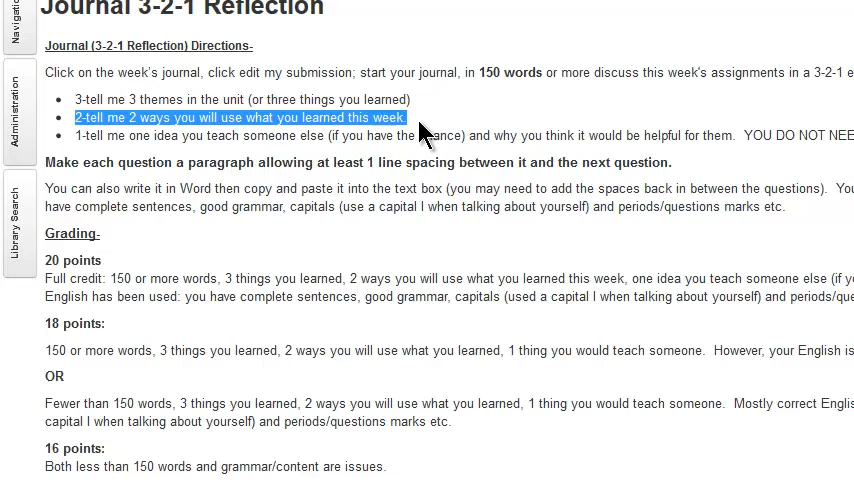 Journal 3-2-1 Reflection
Navigatio
Administration
Library Search
Journal (3-2-1 Reflection) Directions-
Click on the week's journal, click edit my submission; start your journal, in 150 words or more discuss this week's assignments in a 3-2-1 e
3-tell me 3 themes in the unit (or three things you learned)
2-tell me 2 ways you will use what you learned this week.
1-tell me one idea you teach someone else (if you have the chance) and why you think it would be helpful for them. YOU DO NOT NEE
Make each question a paragraph allowing at least 1 line spacing between it and the next question.
You can also write it in Word then copy and paste it into the text box (you may need to add the spaces back in between the questions). You
have complete sentences, good grammar, capitals (use a capital I when talking about yourself) and periods/questions marks etc.
Grading-
20 points
Full credit: 150 or more words, 3 things you learned, 2 ways you will use what you learned this week, one idea you teach someone else (if y
English has been used: you have complete sentences, good grammar, capitals (used a capital I when talking about yourself) and periods/que
18 points:
150 or more words, 3 things you learned, 2 ways you will use what you learned, 1 thing you would teach someone. However, your English is
OR
Fewer than 150 words, 3 things you learned, 2 ways you will use what you learned, 1 thing you would teach someone. Mostly correct Englis
capital I when talking about yourself) and periods/questions marks etc.
16 points:
Both less than 150 words and grammar/content are issues.